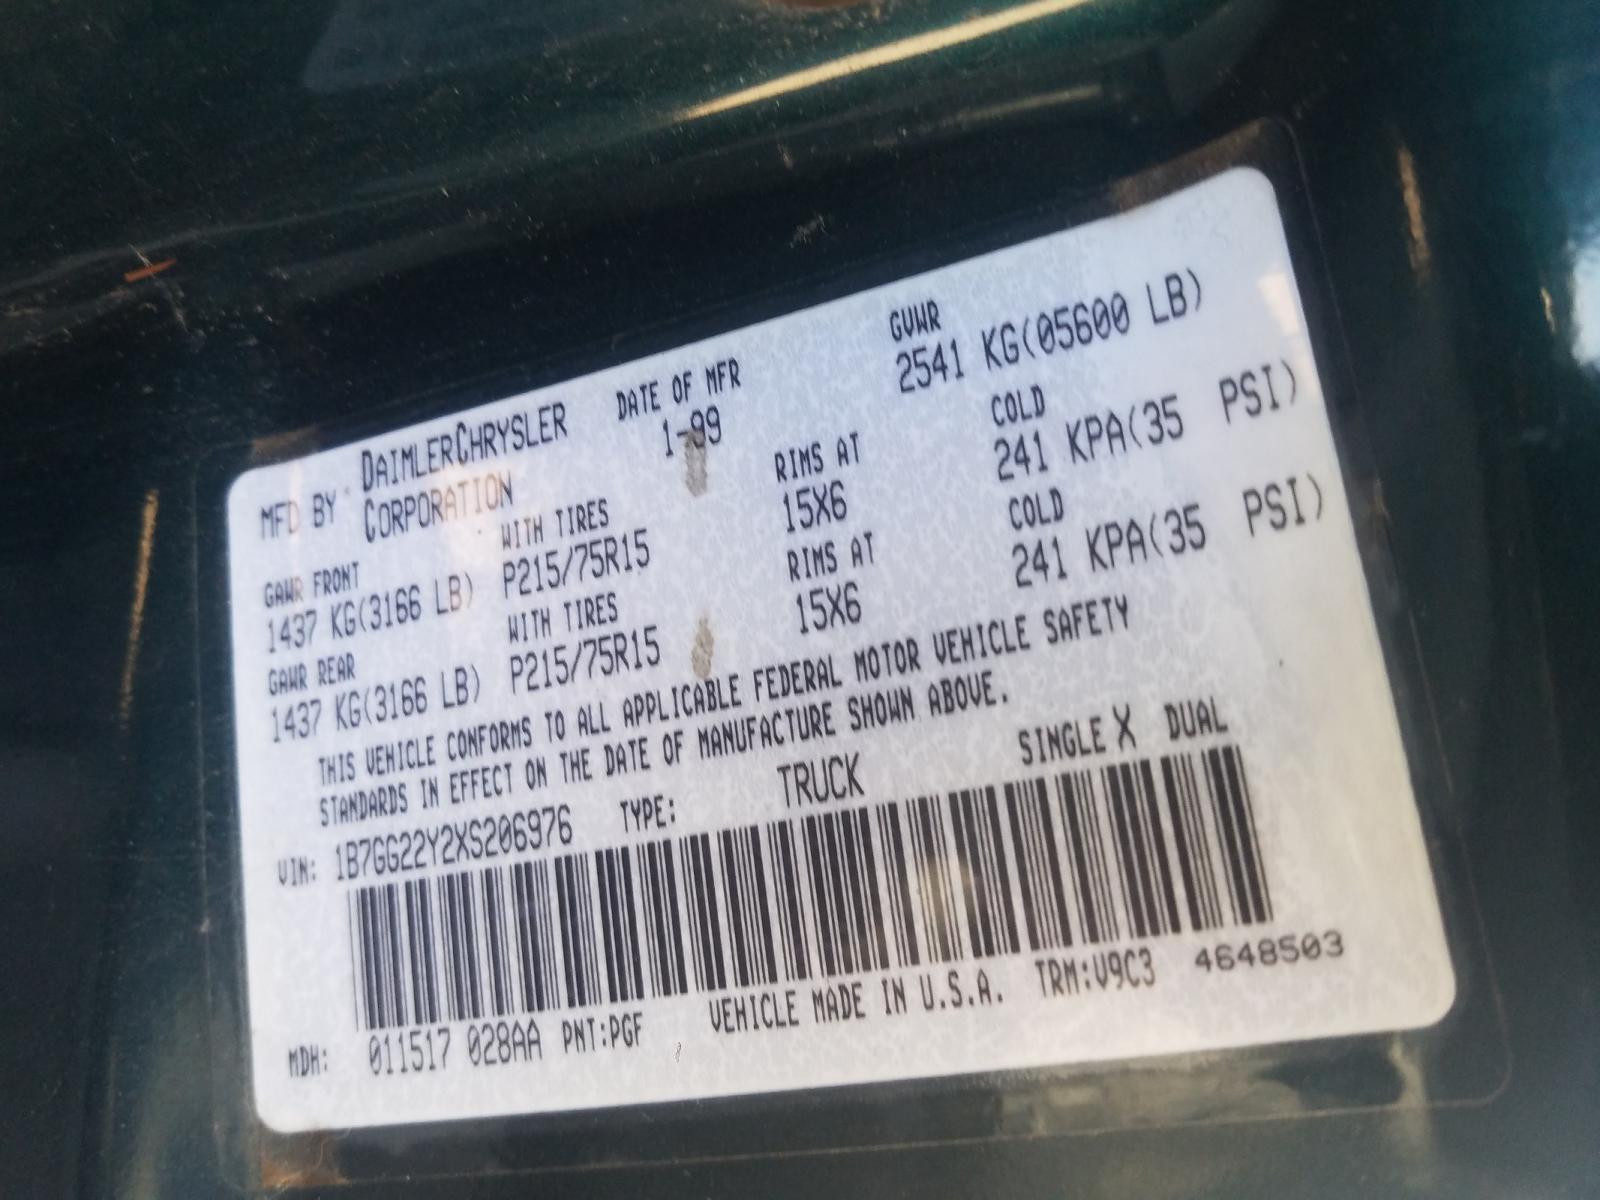 MFD BY DAIMLERCHRYSLER CORPORATION
DATE OF MFR
1-99
GVWR
2541 KG(05600 LB)
GAWR FRONT WITH TIRES RIMS AT COLD
1437 KG(3166 LB) P215/75R15 15X6 241 KPA(35 PSI)
GAWR REAR WITH TIRES RIMS AT COLD
1437 KG(3166 LB) P215/75R15 15X6 241 KPA(35 PSI)
THIS VEHICLE CONFORMS TO ALL APPLICABLE FEDERAL MOTOR VEHICLE SAFETY
STANDARDS IN EFFECT ON THE DATE OF MANUFACTURE SHOWN ABOVE.
VIN: 1B7GG22Y2XS206976 TYPE: TRUCK SINGLE X DUAL
MDH: 011517 028AA PNT:PGF VEHICLE MADE IN U.S.A. TRM:V9C3 4648503